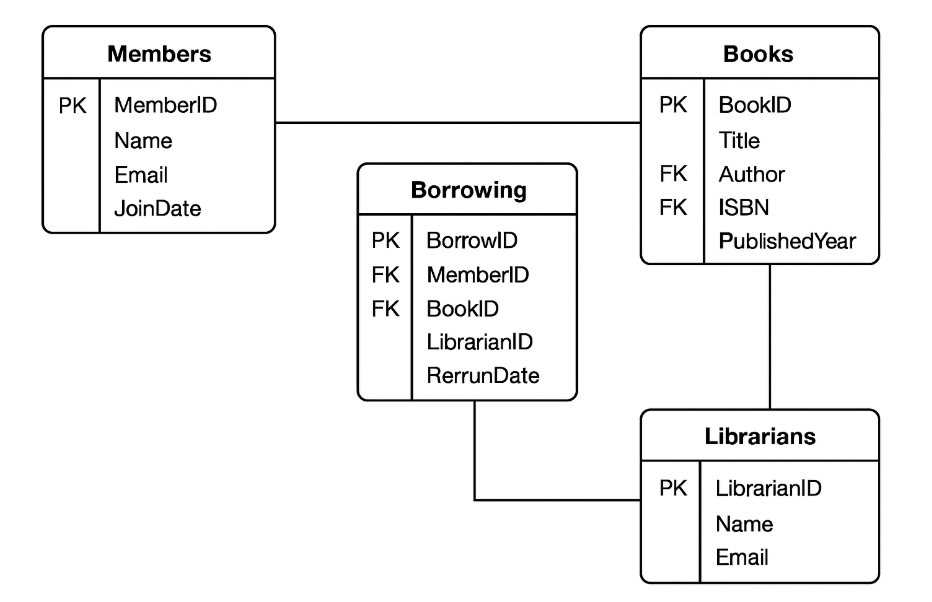 Members
PK MemberID
Name
Email
JoinDate
Books
PK BookID
Title
FK Author
FK ISBN
PublishedYear
Borrowing
PK BorrowID
FK MemberID
FK BookID
LibrarianID
RerrunDate
Librarians
PK LibrarianID
Name
Email